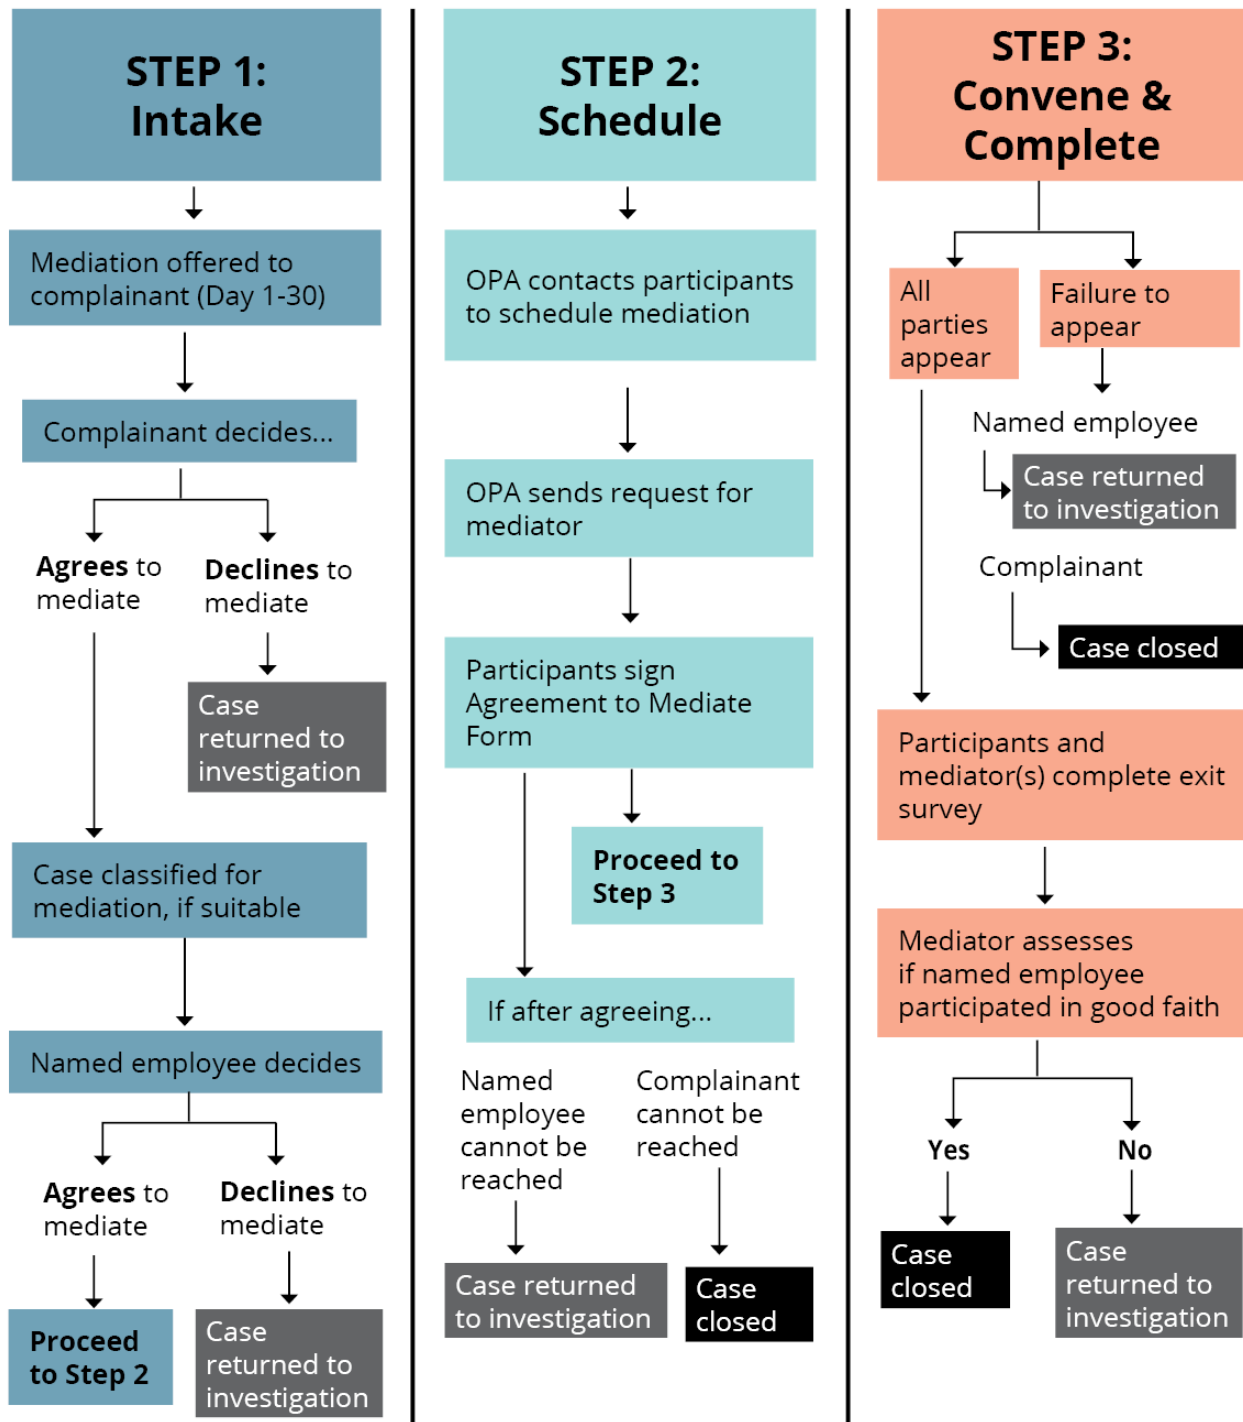 STEP 1:
Intake
Mediation offered to
complainant (Day 1-30)
Complainant decides...
Agrees to
mediate
Declines to
mediate
Case
returned to
investigation
Case classified for
mediation, if suitable
Named employee decides
Agrees to
mediate
Declines to
mediate
Proceed
to Step 2
Case
returned to
investigation
STEP 2:
Schedule
OPA contacts participants
to schedule mediation
OPA sends request for
mediator
Participants sign
Agreement to Mediate
Form
Proceed to
Step 3
If after agreeing...
Named
employee
cannot be
reached
Complainant
cannot be
reached
Case returned
to investigation
Case
closed
STEP 3:
Convene &
Complete
All
parties
appear
Failure to
appear
Named employee
Case returned
to investigation
Complainant
Case closed
Participants and
mediator(s) complete exit
survey
Mediator assesses
if named employee
participated in good faith
Yes
No
Case
closed
Case
returned to
investigation